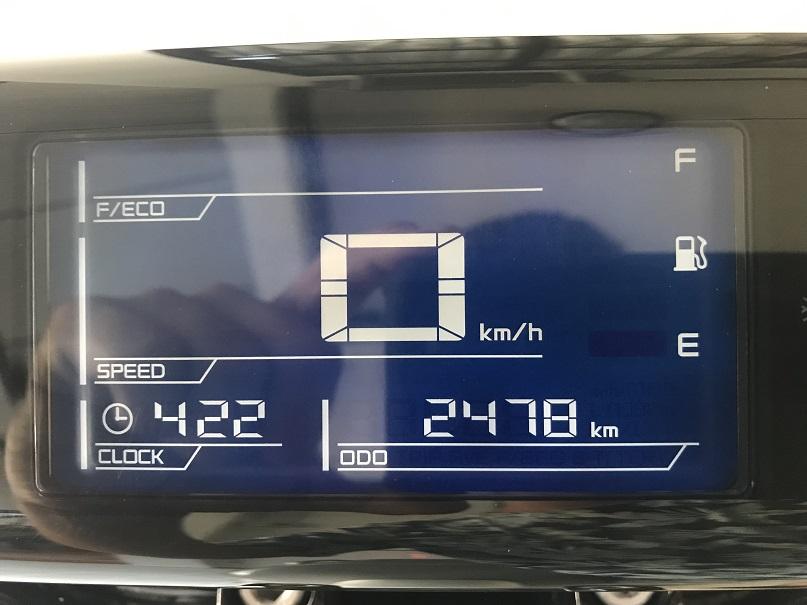 F
F/ECO
0 km/h
E
SPEED
422
2478 km
CLOCK
ODO